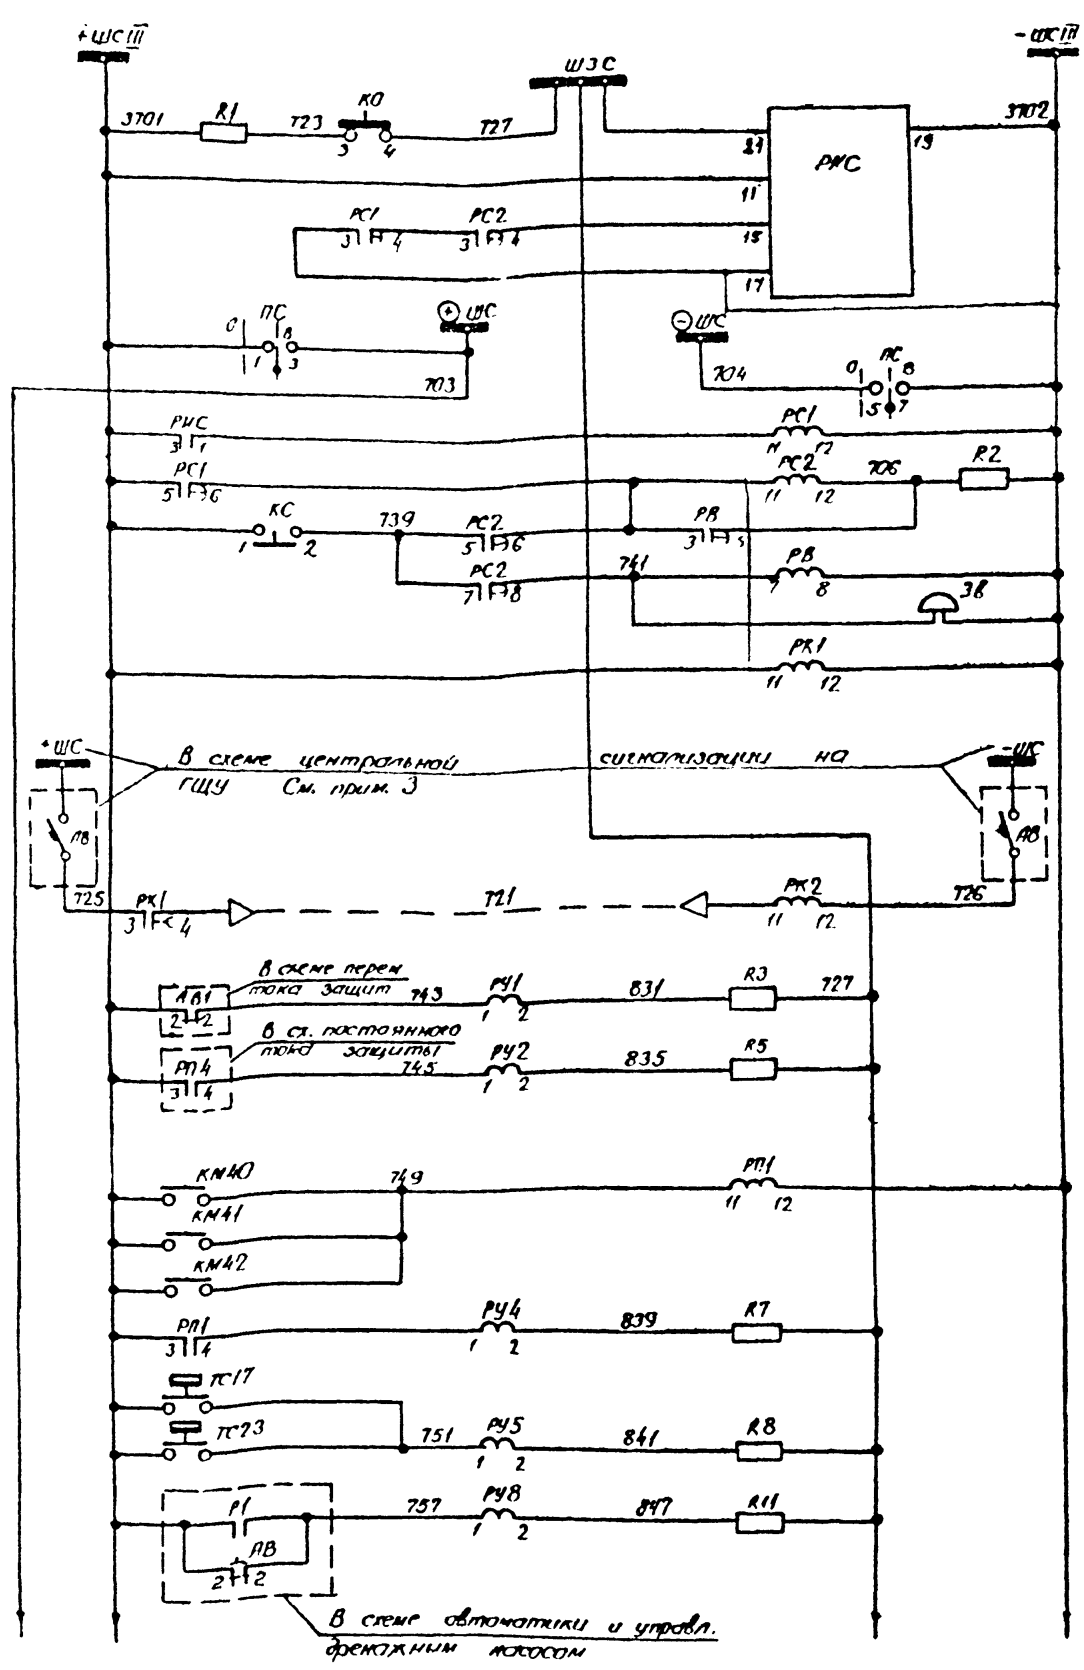 +ШС III
ШЗС
-ШС III
3701
R1
723
КО
727
3702
3 4
21
РИС
19
11
РС1
РС2
3 4
3 4
15
17
О ПС В
+ ШС
- ШС
1 3
703
704
О ПС В
5 7
РИС
3 1
РС1
11 12
РС1
5 6
РС2
11 12
706
R2
КС
1 2
739
РС2
5 6
РВ
3 5
РС2
7 8
741
РВ
7 8
Зв
РК1
11 12
+ШС
В схеме центральной сигнализации на
-ШС
ГЩУ См. прим. 3
АВ
АВ
725
РК1
3 4
721
РК2
11 12
726
В схеме перем
тока защит
АВ1
2 2
743
РУ1
1 2
831
R3
727
В сх. постоянного
тока защиты
РП4
3 4
745
РУ2
1 2
835
R5
КМ40
749
РП1
11 12
КМ41
КМ42
РП1
3 4
РУ4
1 2
839
R7
ТС17
ТС23
751
РУ5
1 2
841
R8
Р1
757
РУ8
1 2
847
R11
АВ
2 2
В схеме автоматики и управл.
дренажным насосом